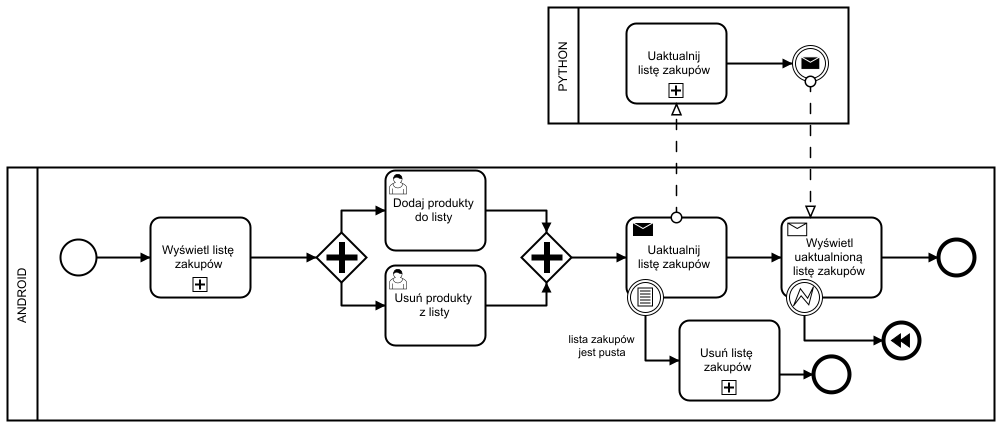 PYTHON
Uaktualnij
listę zakupów
ANDROID
Wyświetl listę
zakupów
Dodaj produkty
do listy
Usuń produkty
z listy
Uaktualnij
listę zakupów
Wyświetl
uaktualnioną
listę zakupów
lista zakupów
jest pusta
Usuń listę
zakupów